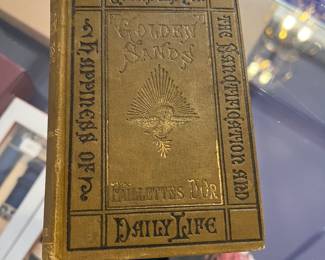 GOLDEN
SANDS
PAILLETTES D'OR
THE SANCTIFICATION AND
HAPPINESS OF
DAILY LIFE